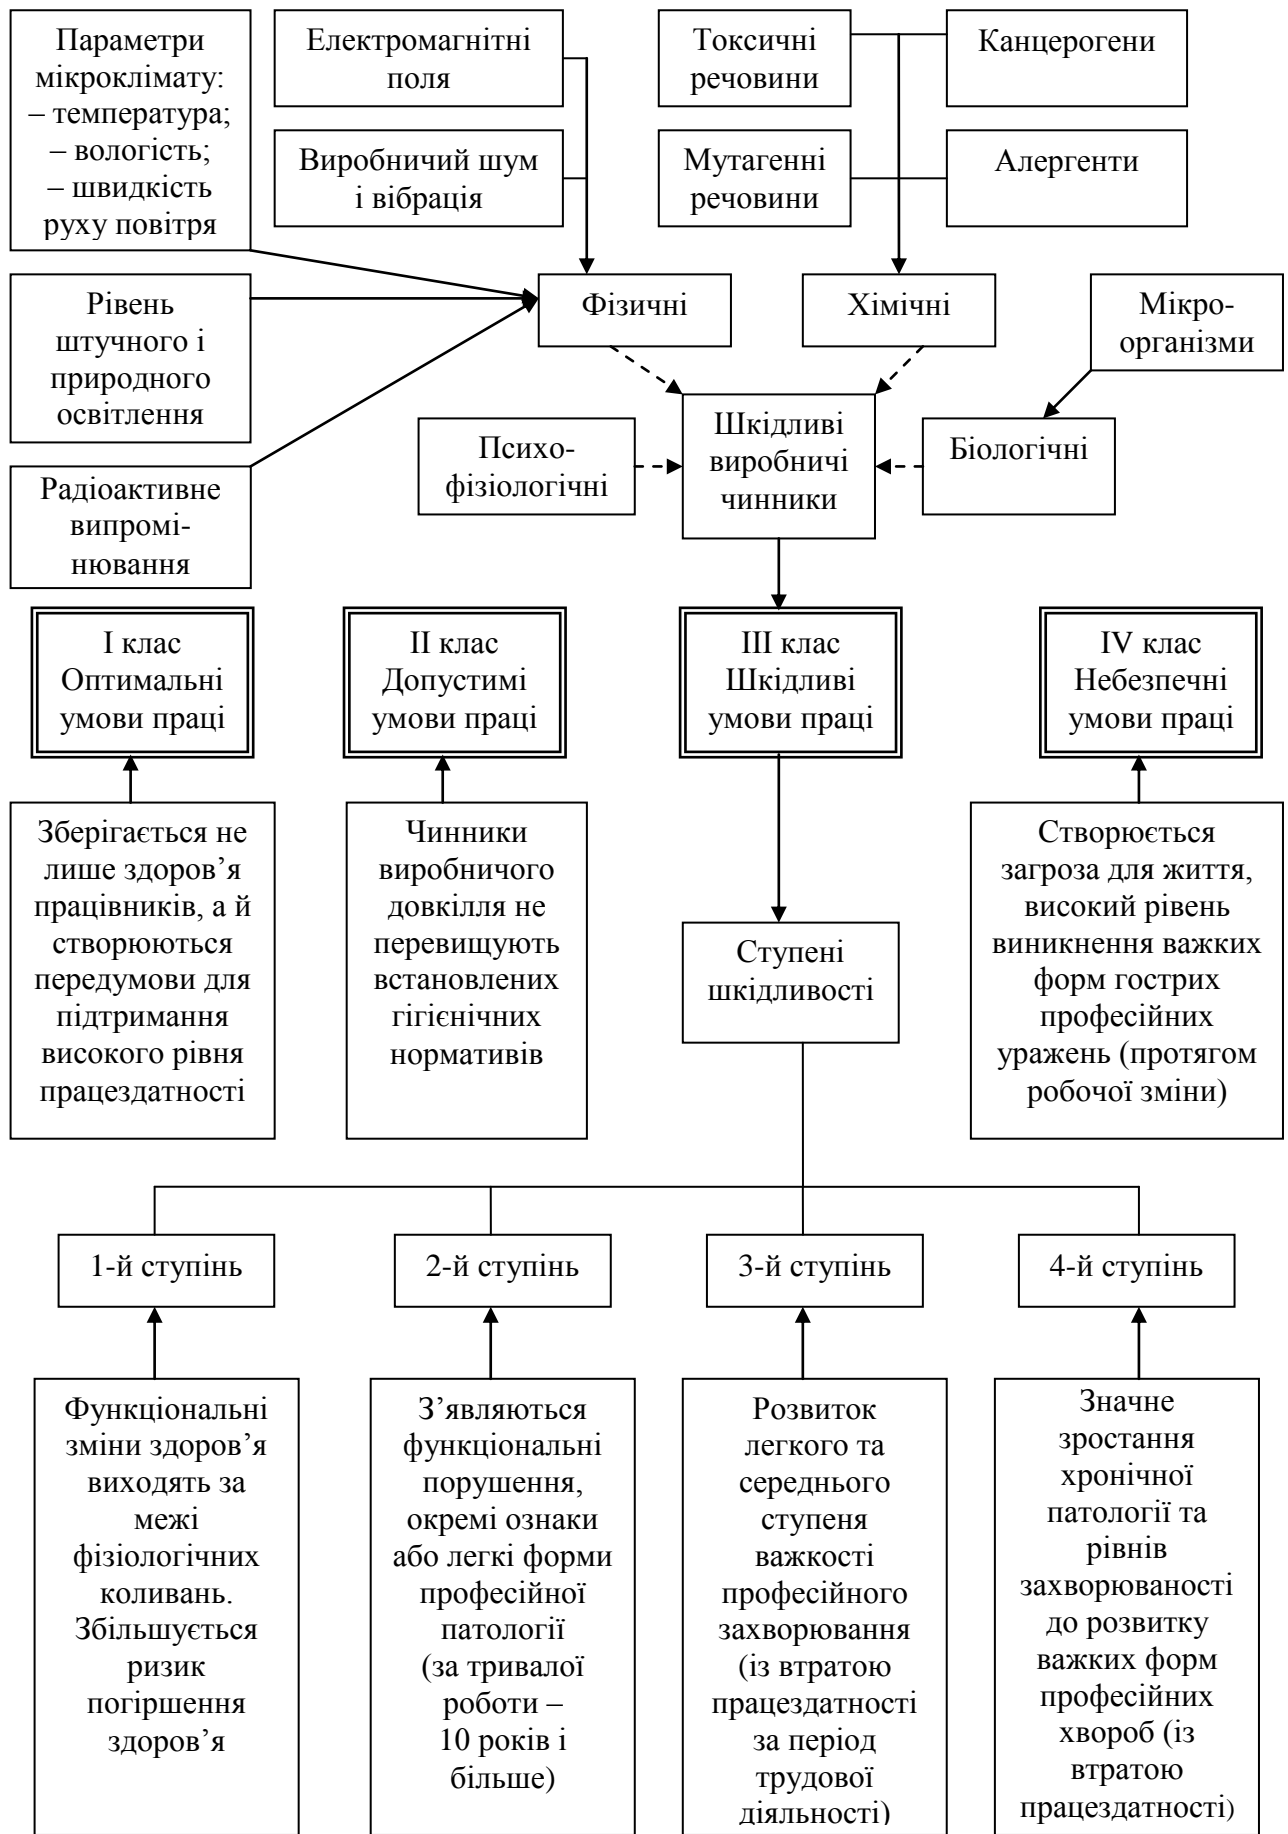 Параметри
мікроклімату:
– температура;
– вологість;
– швидкість
руху повітря
Електромагнітні
поля
Токсичні
речовини
Канцерогени
Виробничий шум
і вібрація
Мутагенні
речовини
Алергенти
Рівень
штучного і
природного
освітлення
Фізичні
Хімічні
Мікро-
організми
Радіоактивне
випромі-
нювання
Психо-
фізіологічні
Шкідливі
виробничі
чинники
Біологічні
I клас
Оптимальні
умови праці
II клас
Допустимі
умови праці
III клас
Шкідливі
умови праці
IV клас
Небезпечні
умови праці
Зберігається не
лише здоров’я
працівників, а й
створюються
передумови для
підтримання
високого рівня
працездатності
Чинники
виробничого
довкілля не
перевищують
встановлених
гігієнічних
нормативів
Ступені
шкідливості
Створюється
загроза для життя,
високий рівень
виникнення важких
форм гострих
професійних
уражень (протягом
робочої зміни)
1-й ступінь
2-й ступінь
3-й ступінь
4-й ступінь
Функціональні
зміни здоров’я
виходять за
межі
фізіологічних
коливань.
Збільшується
ризик
погіршення
здоров’я
З’являються
функціональні
порушення,
окремі ознаки
або легкі форми
професійної
патології
(за тривалої
роботи –
10 років і
більше)
Розвиток
легкого та
середнього
ступеня
важкості
професійного
захворювання
(із втратою
працездатності
за період
трудової
діяльності)
Значне
зростання
хронічної
патології та
рівнів
захворюваності
до розвитку
важких форм
професійних
хвороб (із
втратою
працездатності)